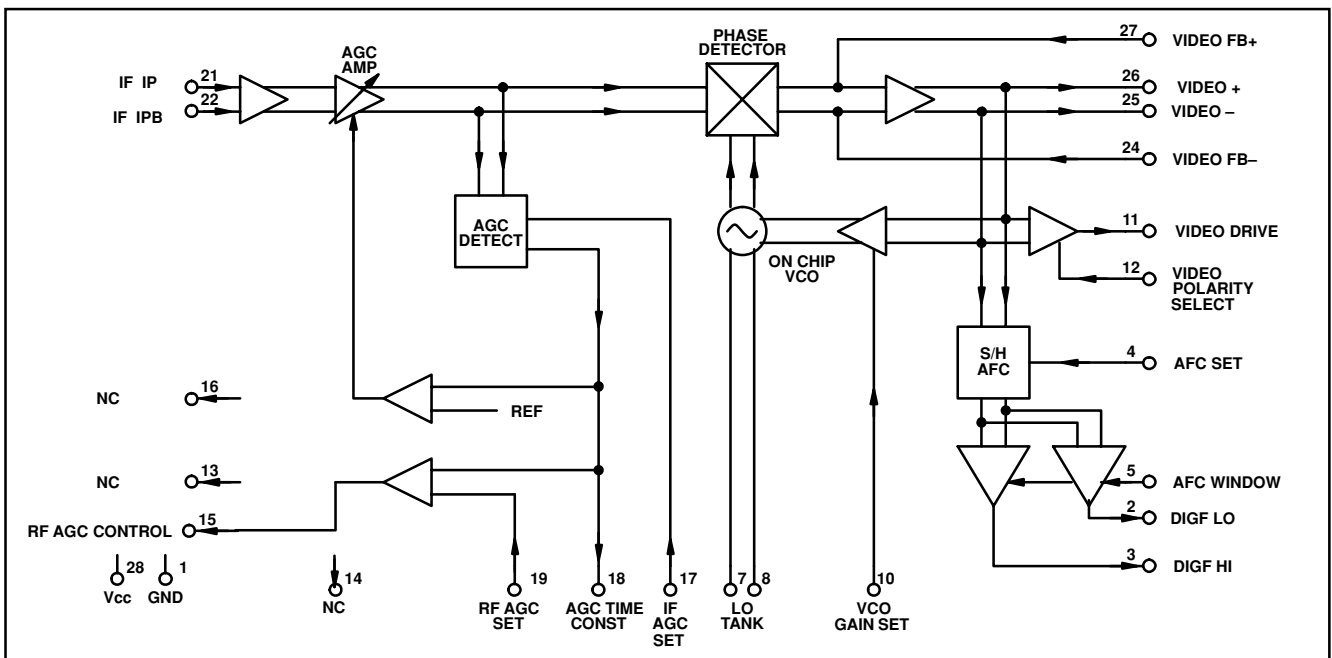 PHASE
DETECTOR
27 VIDEO FB+
AGC
AMP
IF IP 21
26 VIDEO +
IF IPB 22
25 VIDEO –
24 VIDEO FB–
AGC
DETECT
11 VIDEO DRIVE
ON CHIP
VCO
12 VIDEO
POLARITY
SELECT
S/H
AFC
4 AFC SET
NC 16
REF
NC 13
5 AFC WINDOW
2 DIGF LO
RF AGC CONTROL 15
3 DIGF HI
28
Vcc
1
GND
14
NC
19
RF AGC
SET
18
AGC TIME
CONST
17
IF
AGC
SET
7 8
LO
TANK
10
VCO
GAIN SET